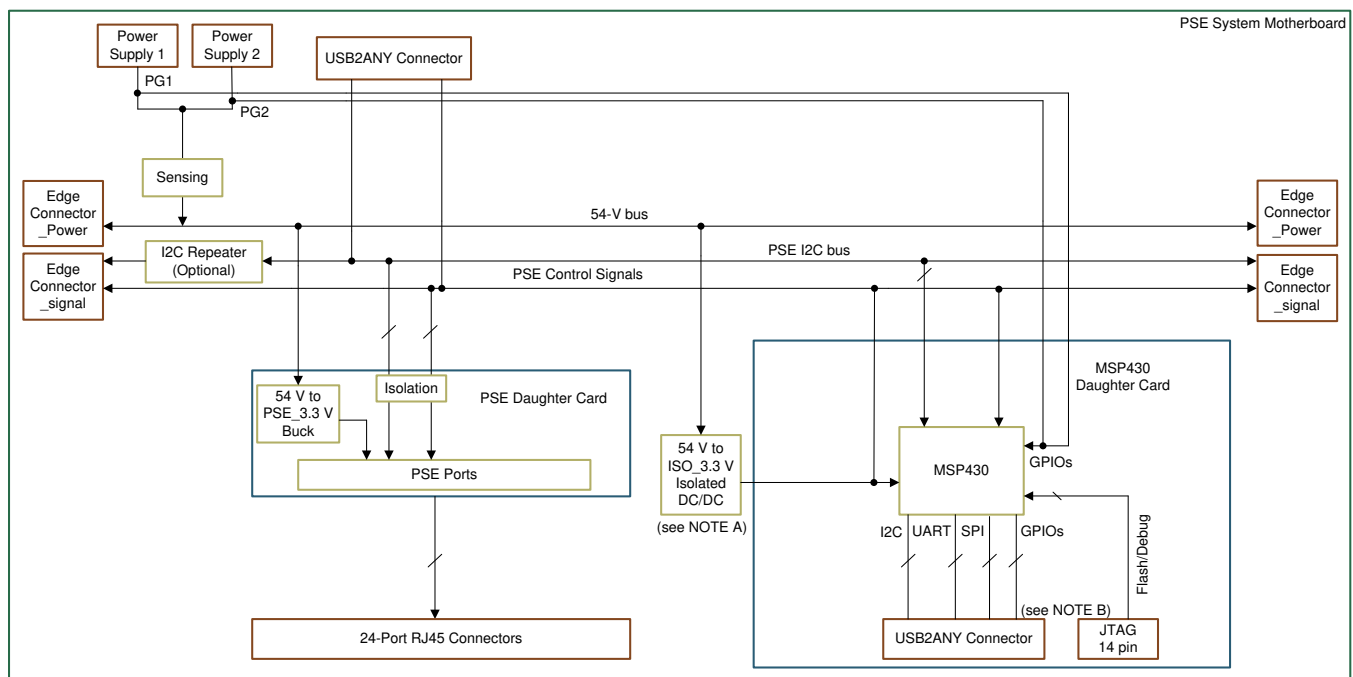 PSE System Motherboard
Power
Supply 1
Power
Supply 2
USB2ANY Connector
PG1
PG2
Sensing
Edge
Connector
_Power
54-V bus
Edge
Connector
_Power
I2C Repeater
(Optional)
PSE I2C bus
Edge
Connector
_signal
PSE Control Signals
Edge
Connector
_signal
54 V to
PSE_3.3 V
Buck
Isolation
PSE Daughter Card
PSE Ports
24-Port RJ45 Connectors
54 V to
ISO_3.3 V
Isolated
DC/DC
(see NOTE A)
MSP430
Daughter Card
MSP430
GPIOs
I2C
UART
SPI
GPIOs
Flash/Debug
(see NOTE B)
USB2ANY Connector
JTAG
14 pin